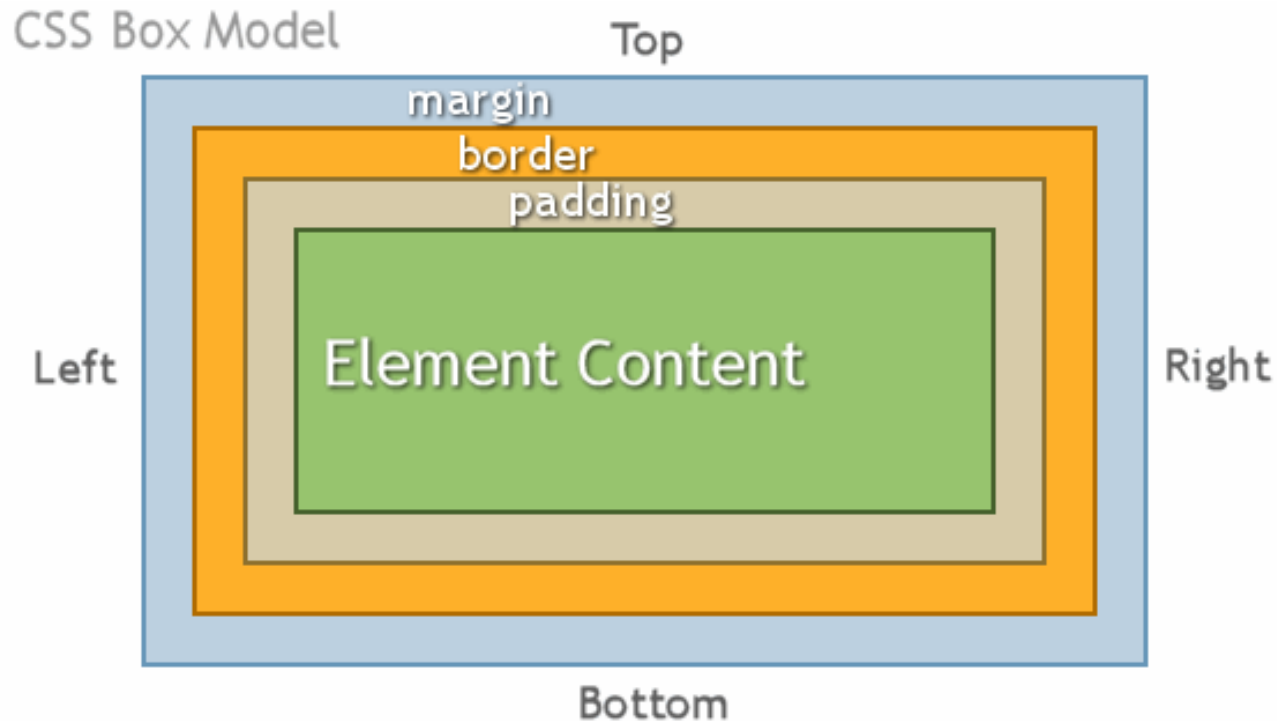 CSS Box Model
Top
margin
border
padding
Element Content
Left
Right
Bottom